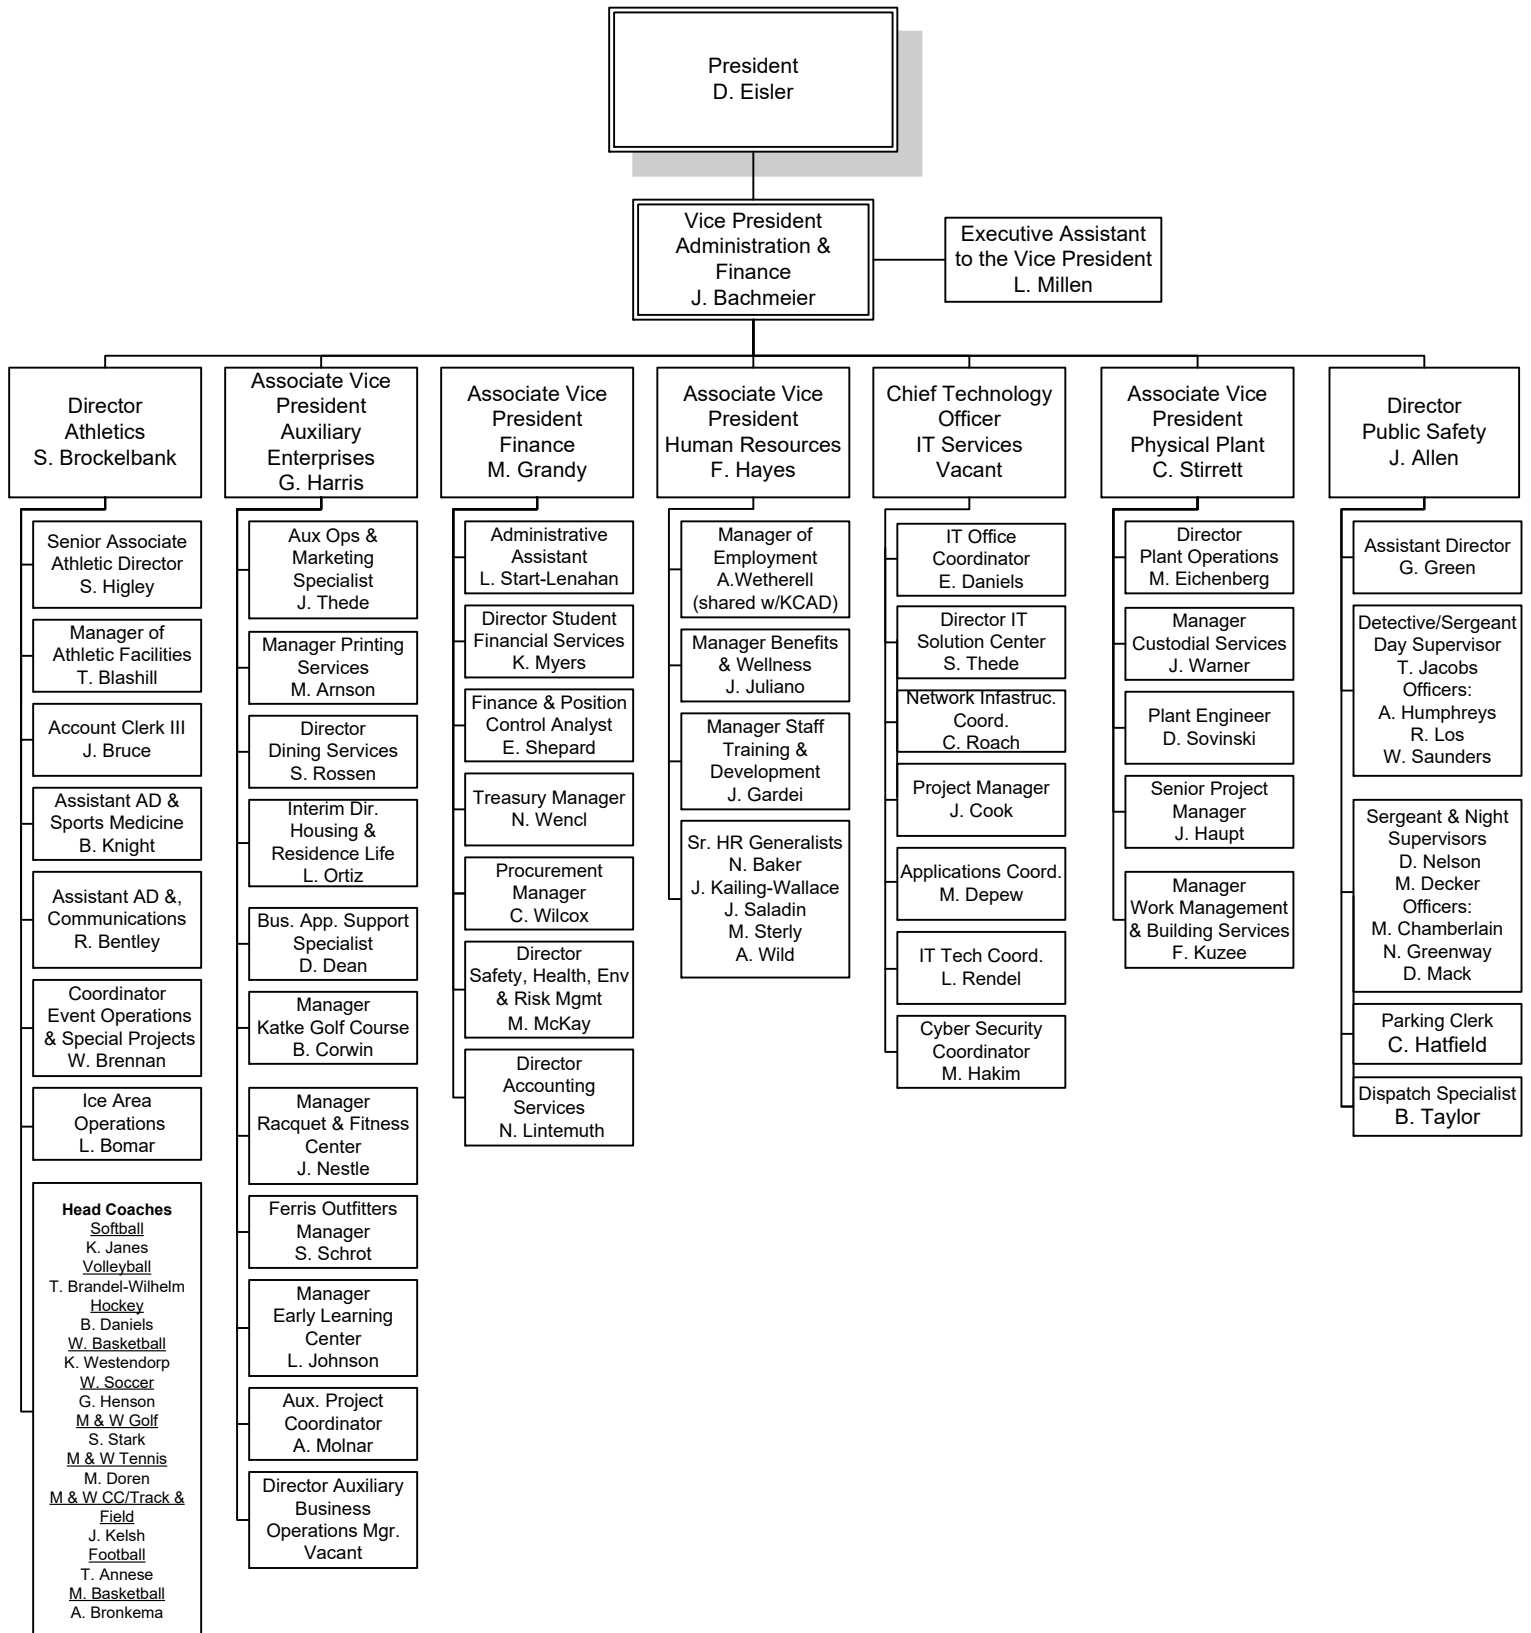 President
D. Eisler
Vice President
Administration &
Finance
J. Bachmeier
Executive Assistant
to the Vice President
L. Millen
Director
Athletics
S. Brockelbank
Senior Associate
Athletic Director
S. Higley
Manager of
Athletic Facilities
T. Blashill
Account Clerk III
J. Bruce
Assistant AD &
Sports Medicine
B. Knight
Assistant AD &,
Communications
R. Bentley
Coordinator
Event Operations
& Special Projects
W. Brennan
Ice Area
Operations
L. Bomar
Head Coaches
Softball
K. Janes
Volleyball
T. Brandel-Wilhelm
Hockey
B. Daniels
W. Basketball
K. Westendorp
W. Soccer
G. Henson
M & W Golf
S. Stark
M & W Tennis
M. Doren
M & W CC/Track &
Field
J. Kelsh
Football
T. Annese
M. Basketball
A. Bronkema
Associate Vice
President
Auxiliary
Enterprises
G. Harris
Aux Ops &
Marketing
Specialist
J. Thede
Manager Printing
Services
M. Arnson
Director
Dining Services
S. Rossen
Interim Dir.
Housing &
Residence Life
L. Ortiz
Bus. App. Support
Specialist
D. Dean
Manager
Katke Golf Course
B. Corwin
Manager
Racquet & Fitness
Center
J. Nestle
Ferris Outfitters
Manager
S. Schrot
Manager
Early Learning
Center
L. Johnson
Aux. Project
Coordinator
A. Molnar
Director Auxiliary
Business
Operations Mgr.
Vacant
Associate Vice
President
Finance
M. Grandy
Administrative
Assistant
L. Start-Lenahan
Director Student
Financial Services
K. Myers
Finance & Position
Control Analyst
E. Shepard
Treasury Manager
N. Wencl
Procurement
Manager
C. Wilcox
Director
Safety, Health, Env
& Risk Mgmt
M. McKay
Director
Accounting
Services
N. Lintemuth
Associate Vice
President
Human Resources
F. Hayes
Manager of
Employment
A.Wetherell
(shared w/KCAD)
Manager Benefits
& Wellness
J. Juliano
Manager Staff
Training &
Development
J. Gardei
Sr. HR Generalists
N. Baker
J. Kailing-Wallace
J. Saladin
M. Sterly
A. Wild
Chief Technology
Officer
IT Services
Vacant
IT Office
Coordinator
E. Daniels
Director IT
Solution Center
S. Thede
Network Infastruc.
Coord.
C. Roach
Project Manager
J. Cook
Applications Coord.
M. Depew
IT Tech Coord.
L. Rendel
Cyber Security
Coordinator
M. Hakim
Associate Vice
President
Physical Plant
C. Stirrett
Director
Plant Operations
M. Eichenberg
Manager
Custodial Services
J. Warner
Plant Engineer
D. Sovinski
Senior Project
Manager
J. Haupt
Manager
Work Management
& Building Services
F. Kuzee
Director
Public Safety
J. Allen
Assistant Director
G. Green
Detective/Sergeant
Day Supervisor
T. Jacobs
Officers:
A. Humphreys
R. Los
W. Saunders
Sergeant & Night
Supervisors
D. Nelson
M. Decker
Officers:
M. Chamberlain
N. Greenway
D. Mack
Parking Clerk
C. Hatfield
Dispatch Specialist
B. Taylor